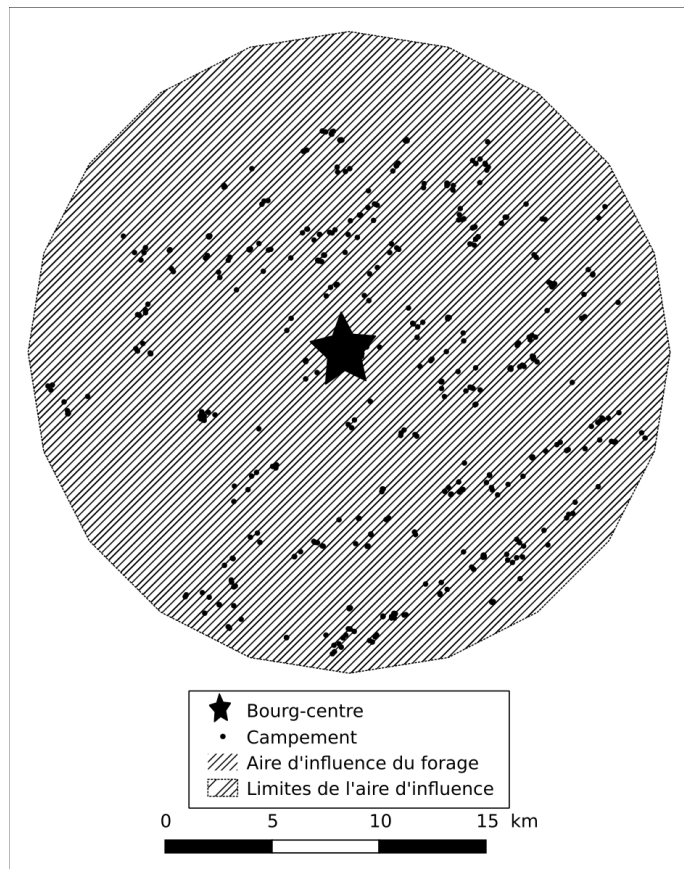 Bourg-centre
Campement
Aire d'influence du forage
Limites de l'aire d'influence
0 5 10 15 km